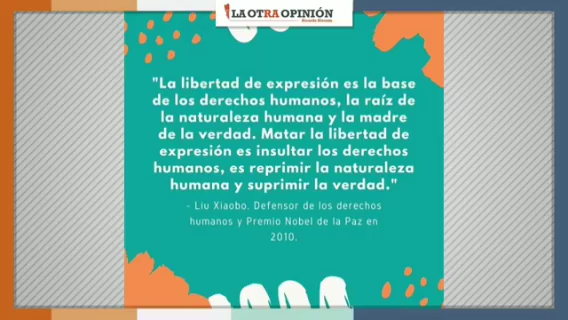 LA OTRA OPINIÓN
"La libertad de expresión es la base
de los derechos humanos, la raíz de
la naturaleza humana y la madre
de la verdad. Matar la libertad de
expresión es insultar los derechos
humanos, es reprimir la naturaleza
humana y suprimir la verdad."
- Liu Xiaobo, Defensor de los derechos
humanos y Premio Nobel de la Paz en
2010.